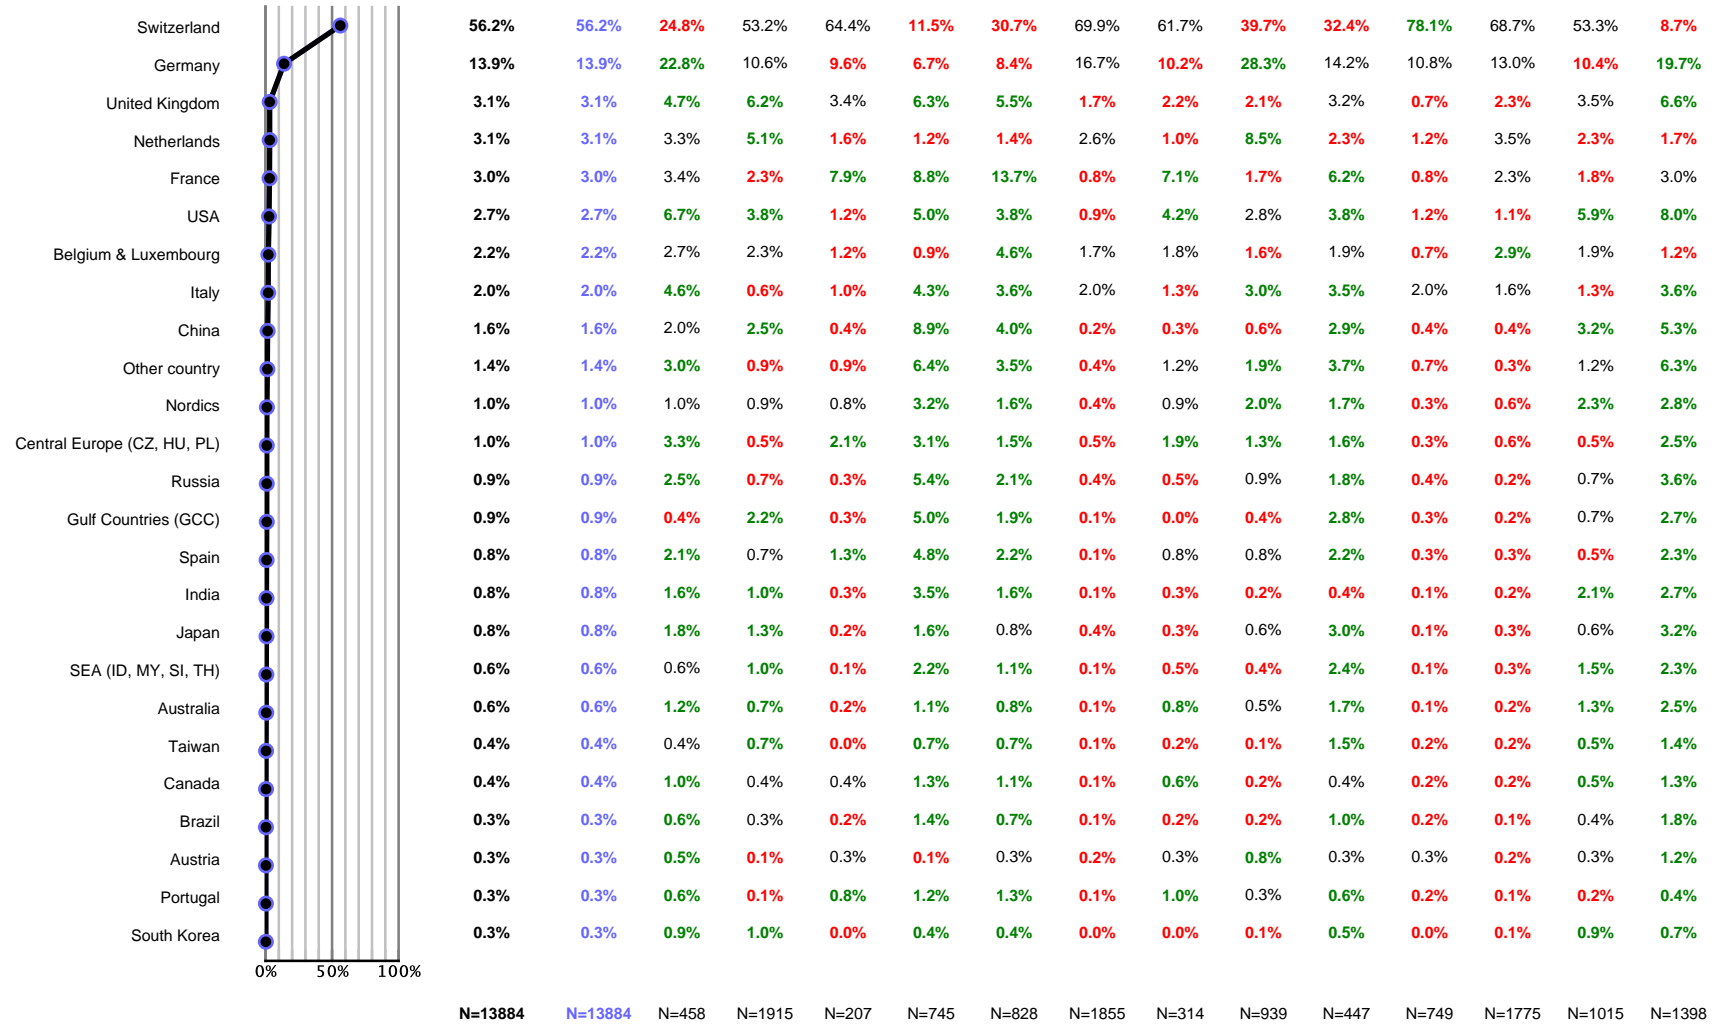 Switzerland 56.2% 56.2% 24.8% 53.2% 64.4% 11.5% 30.7% 69.9% 61.7% 39.7% 32.4% 78.1% 68.7% 53.3% 8.7%
Germany 13.9% 13.9% 22.8% 10.6% 9.6% 6.7% 8.4% 16.7% 10.2% 28.3% 14.2% 10.8% 13.0% 10.4% 19.7%
United Kingdom 3.1% 3.1% 4.7% 6.2% 3.4% 6.3% 5.5% 1.7% 2.2% 2.1% 3.2% 0.7% 2.3% 3.5% 6.6%
Netherlands 3.1% 3.1% 3.3% 5.1% 1.6% 1.2% 1.4% 2.6% 1.0% 8.5% 2.3% 1.2% 3.5% 2.3% 1.7%
France 3.0% 3.0% 3.4% 2.3% 7.9% 8.8% 13.7% 0.8% 7.1% 1.7% 6.2% 0.8% 2.3% 1.8% 3.0%
USA 2.7% 2.7% 6.7% 3.8% 1.2% 5.0% 3.8% 0.9% 4.2% 2.8% 3.8% 1.2% 1.1% 5.9% 8.0%
Belgium & Luxembourg 2.2% 2.2% 2.7% 2.3% 1.2% 0.9% 4.6% 1.7% 1.8% 1.6% 1.9% 0.7% 2.9% 1.9% 1.2%
Italy 2.0% 2.0% 4.6% 0.6% 1.0% 4.3% 3.6% 2.0% 1.3% 3.0% 3.5% 2.0% 1.6% 1.3% 3.6%
China 1.6% 1.6% 2.0% 2.5% 0.4% 8.9% 4.0% 0.2% 0.3% 0.6% 2.9% 0.4% 0.4% 3.2% 5.3%
Other country 1.4% 1.4% 3.0% 0.9% 0.9% 6.4% 3.5% 0.4% 1.2% 1.9% 3.7% 0.7% 0.3% 1.2% 6.3%
Nordics 1.0% 1.0% 1.0% 0.9% 0.8% 3.2% 1.6% 0.4% 0.9% 2.0% 1.7% 0.3% 0.6% 2.3% 2.8%
Central Europe (CZ, HU, PL) 1.0% 1.0% 3.3% 0.5% 2.1% 3.1% 1.5% 0.5% 1.9% 1.3% 1.6% 0.3% 0.6% 0.5% 2.5%
Russia 0.9% 0.9% 2.5% 0.7% 0.3% 5.4% 2.1% 0.4% 0.5% 0.9% 1.8% 0.4% 0.2% 0.7% 3.6%
Gulf Countries (GCC) 0.9% 0.9% 0.4% 2.2% 0.3% 5.0% 1.9% 0.1% 0.0% 0.4% 2.8% 0.3% 0.2% 0.7% 2.7%
Spain 0.8% 0.8% 2.1% 0.7% 1.3% 4.8% 2.2% 0.1% 0.8% 0.8% 2.2% 0.3% 0.3% 0.5% 2.3%
India 0.8% 0.8% 1.6% 1.0% 0.3% 3.5% 1.6% 0.1% 0.3% 0.2% 0.4% 0.1% 0.2% 2.1% 2.7%
Japan 0.8% 0.8% 1.8% 1.3% 0.2% 1.6% 0.8% 0.4% 0.3% 0.6% 3.0% 0.1% 0.3% 0.6% 3.2%
SEA (ID, MY, SI, TH) 0.6% 0.6% 0.6% 1.0% 0.1% 2.2% 1.1% 0.1% 0.5% 0.4% 2.4% 0.1% 0.3% 1.5% 2.3%
Australia 0.6% 0.6% 1.2% 0.7% 0.2% 1.1% 0.8% 0.1% 0.8% 0.5% 1.7% 0.1% 0.2% 1.3% 2.5%
Taiwan 0.4% 0.4% 0.4% 0.7% 0.0% 0.7% 0.7% 0.1% 0.2% 0.1% 1.5% 0.2% 0.2% 0.5% 1.4%
Canada 0.4% 0.4% 1.0% 0.4% 0.4% 1.3% 1.1% 0.1% 0.6% 0.2% 0.4% 0.2% 0.2% 0.5% 1.3%
Brazil 0.3% 0.3% 0.6% 0.3% 0.2% 1.4% 0.7% 0.1% 0.2% 0.2% 1.0% 0.2% 0.1% 0.4% 1.8%
Austria 0.3% 0.3% 0.5% 0.1% 0.3% 0.1% 0.3% 0.2% 0.3% 0.8% 0.3% 0.3% 0.2% 0.3% 1.2%
Portugal 0.3% 0.3% 0.6% 0.1% 0.8% 1.2% 1.3% 0.1% 1.0% 0.3% 0.6% 0.2% 0.1% 0.2% 0.4%
South Korea 0.3% 0.3% 0.9% 1.0% 0.0% 0.4% 0.4% 0.0% 0.0% 0.1% 0.5% 0.0% 0.1% 0.9% 0.7%
0% 50% 100%
N=13884 N=13884 N=458 N=1915 N=207 N=745 N=828 N=1855 N=314 N=939 N=447 N=749 N=1775 N=1015 N=1398